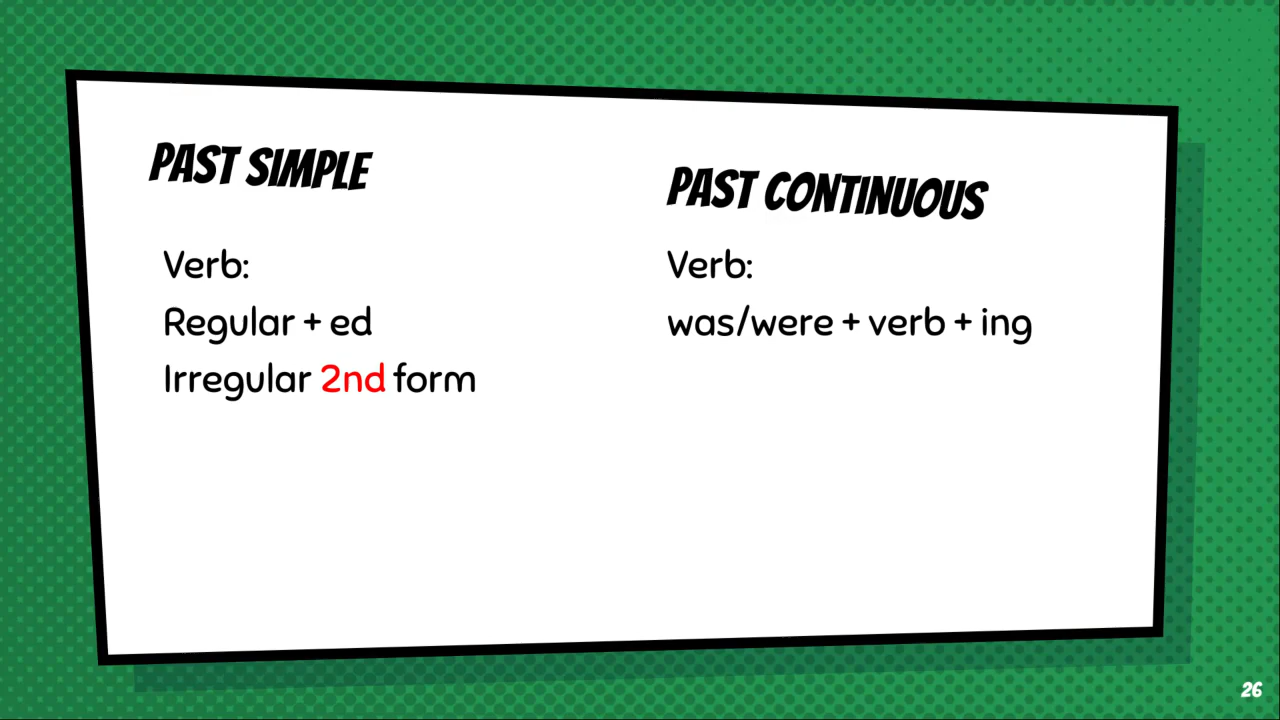 PAST SIMPLE
Verb:
Regular + ed
Irregular 2nd form
PAST CONTINUOUS
Verb:
was/were + verb + ing
26